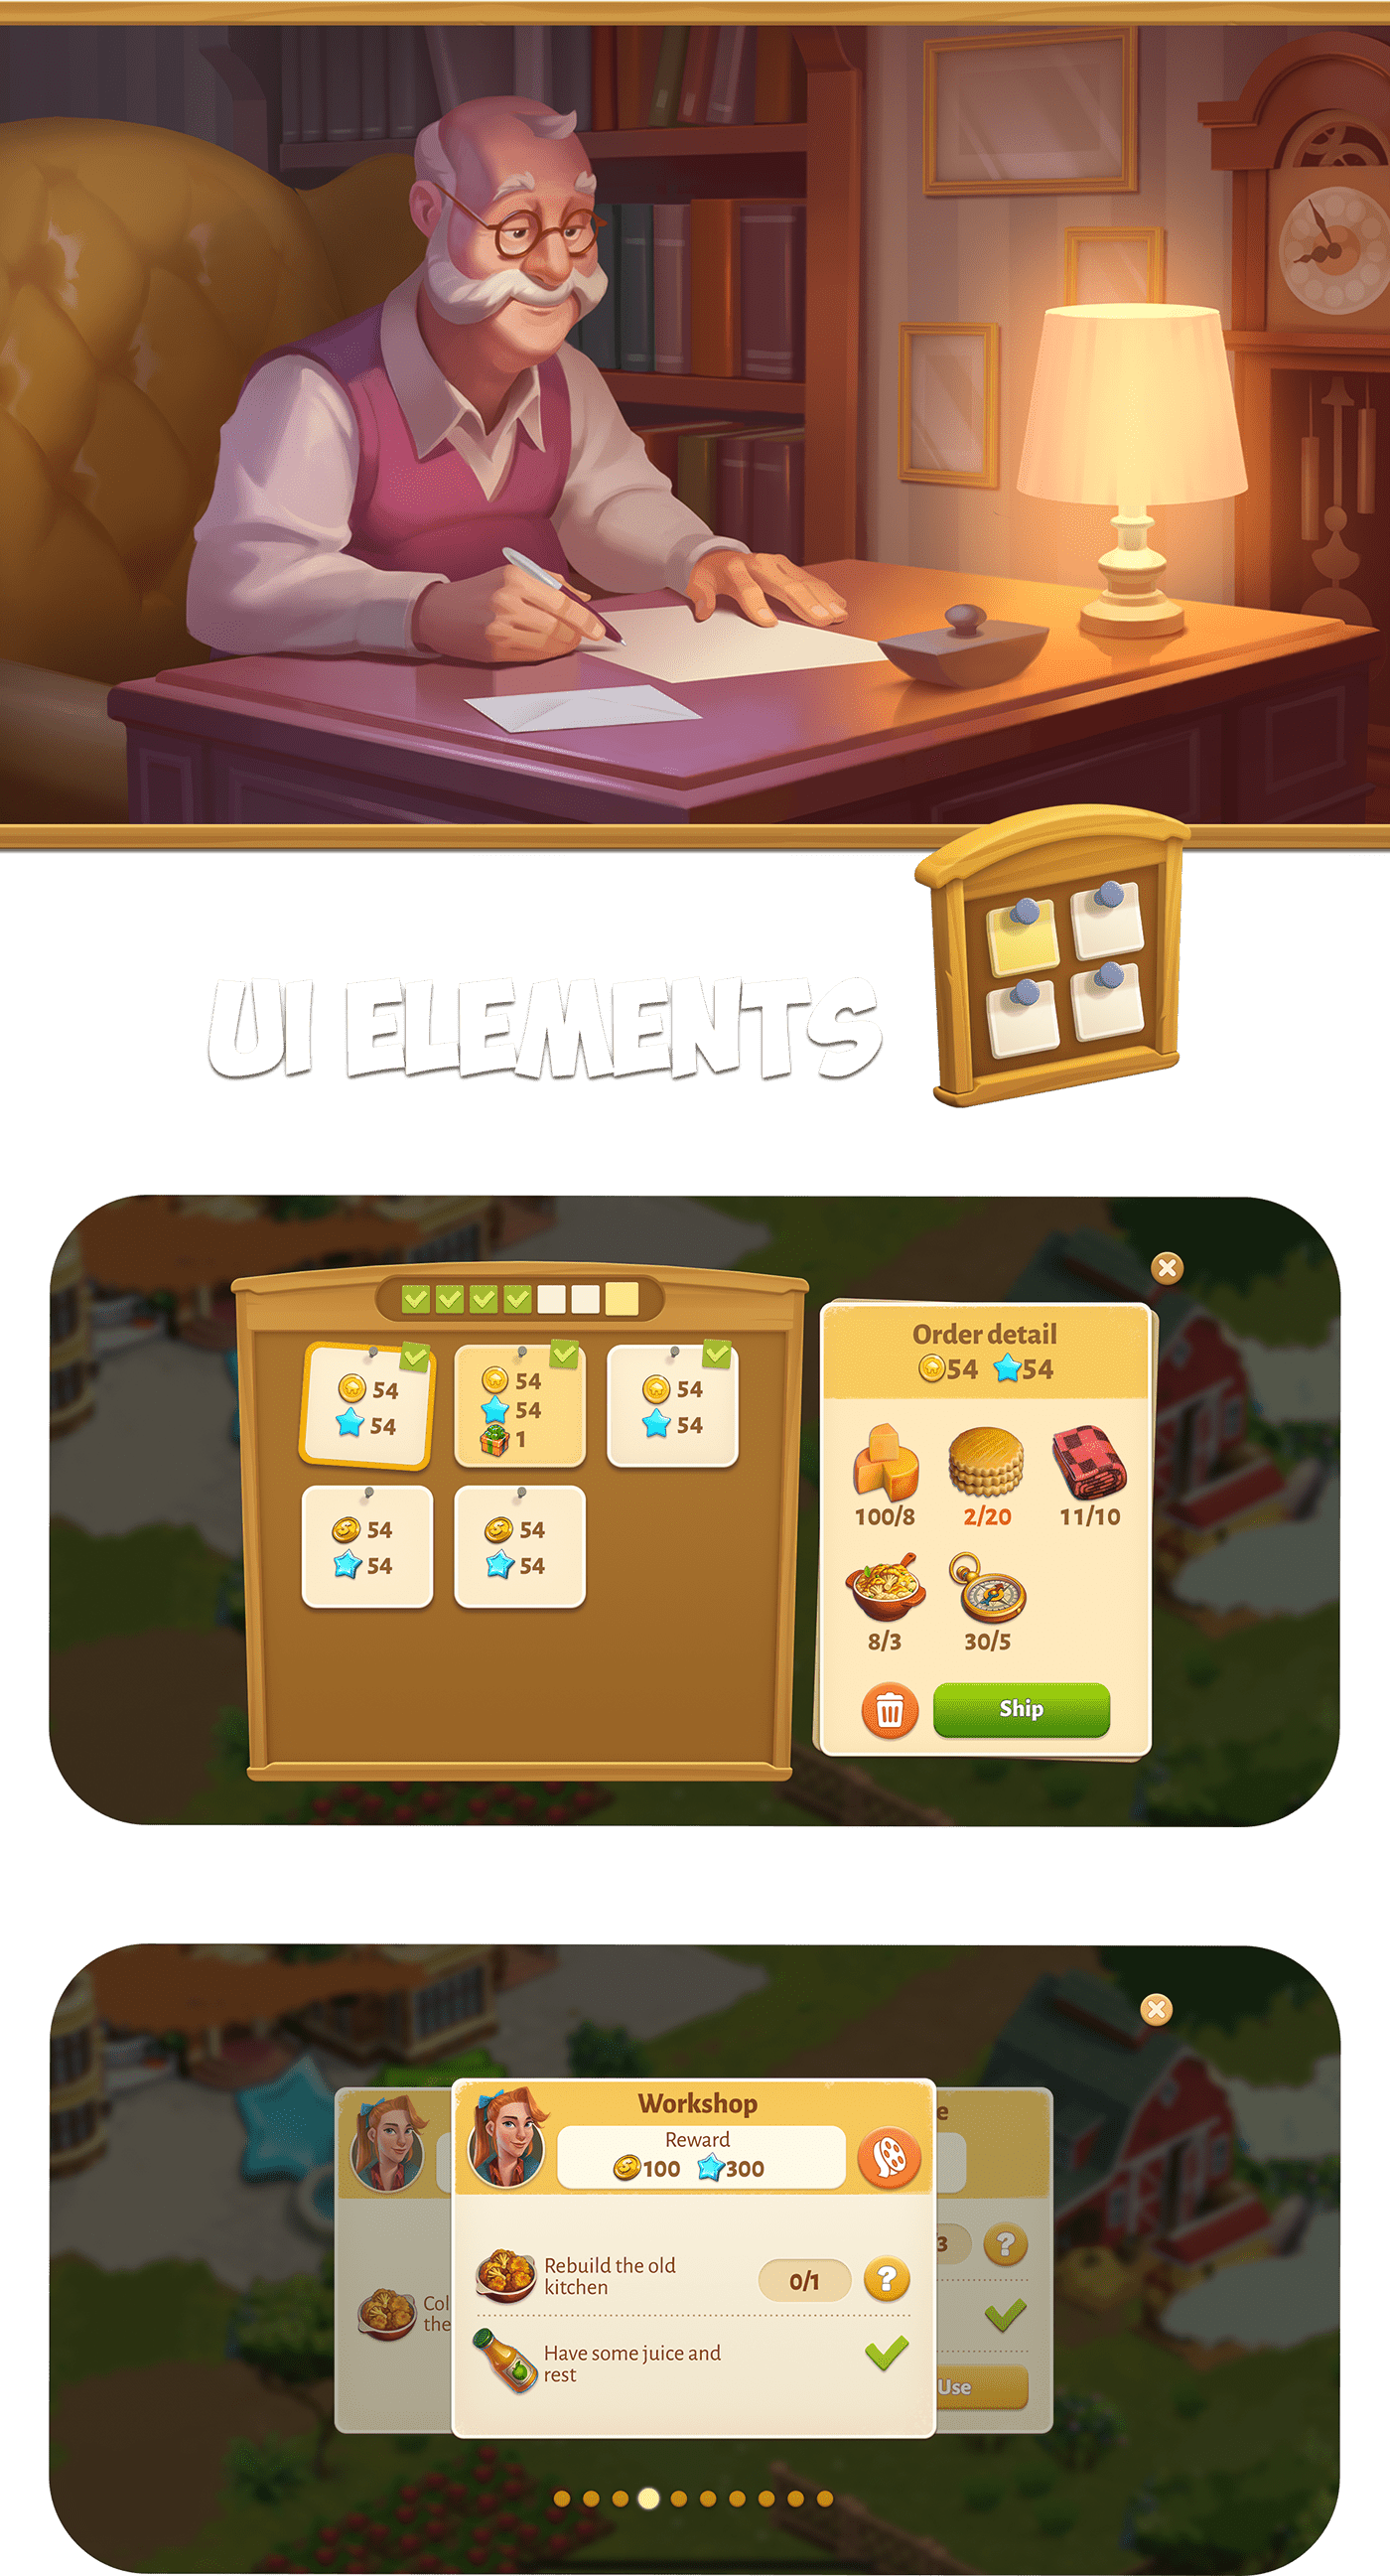 UI ELEMENTS
54
54
54
54
1
54
54
54
54
54
54
Order detail
54 54
100/8 2/20 11/10
8/3 30/5
Ship
Workshop
e
Reward
100 300
/3
Rebuild the old
kitchen
0/1
?
?
Col
the
Have some juice and
rest
Use